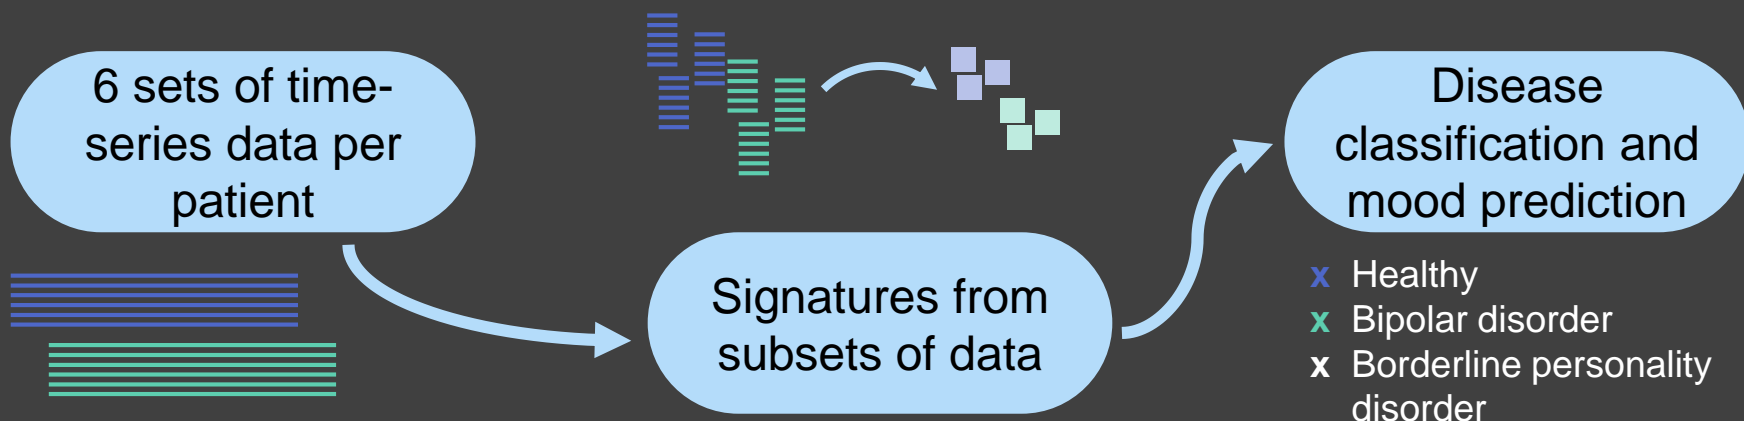 6 sets of time-
series data per
patient
Signatures from
subsets of data
Disease
classification and
mood prediction
x Healthy
x Bipolar disorder
x Borderline personality
disorder